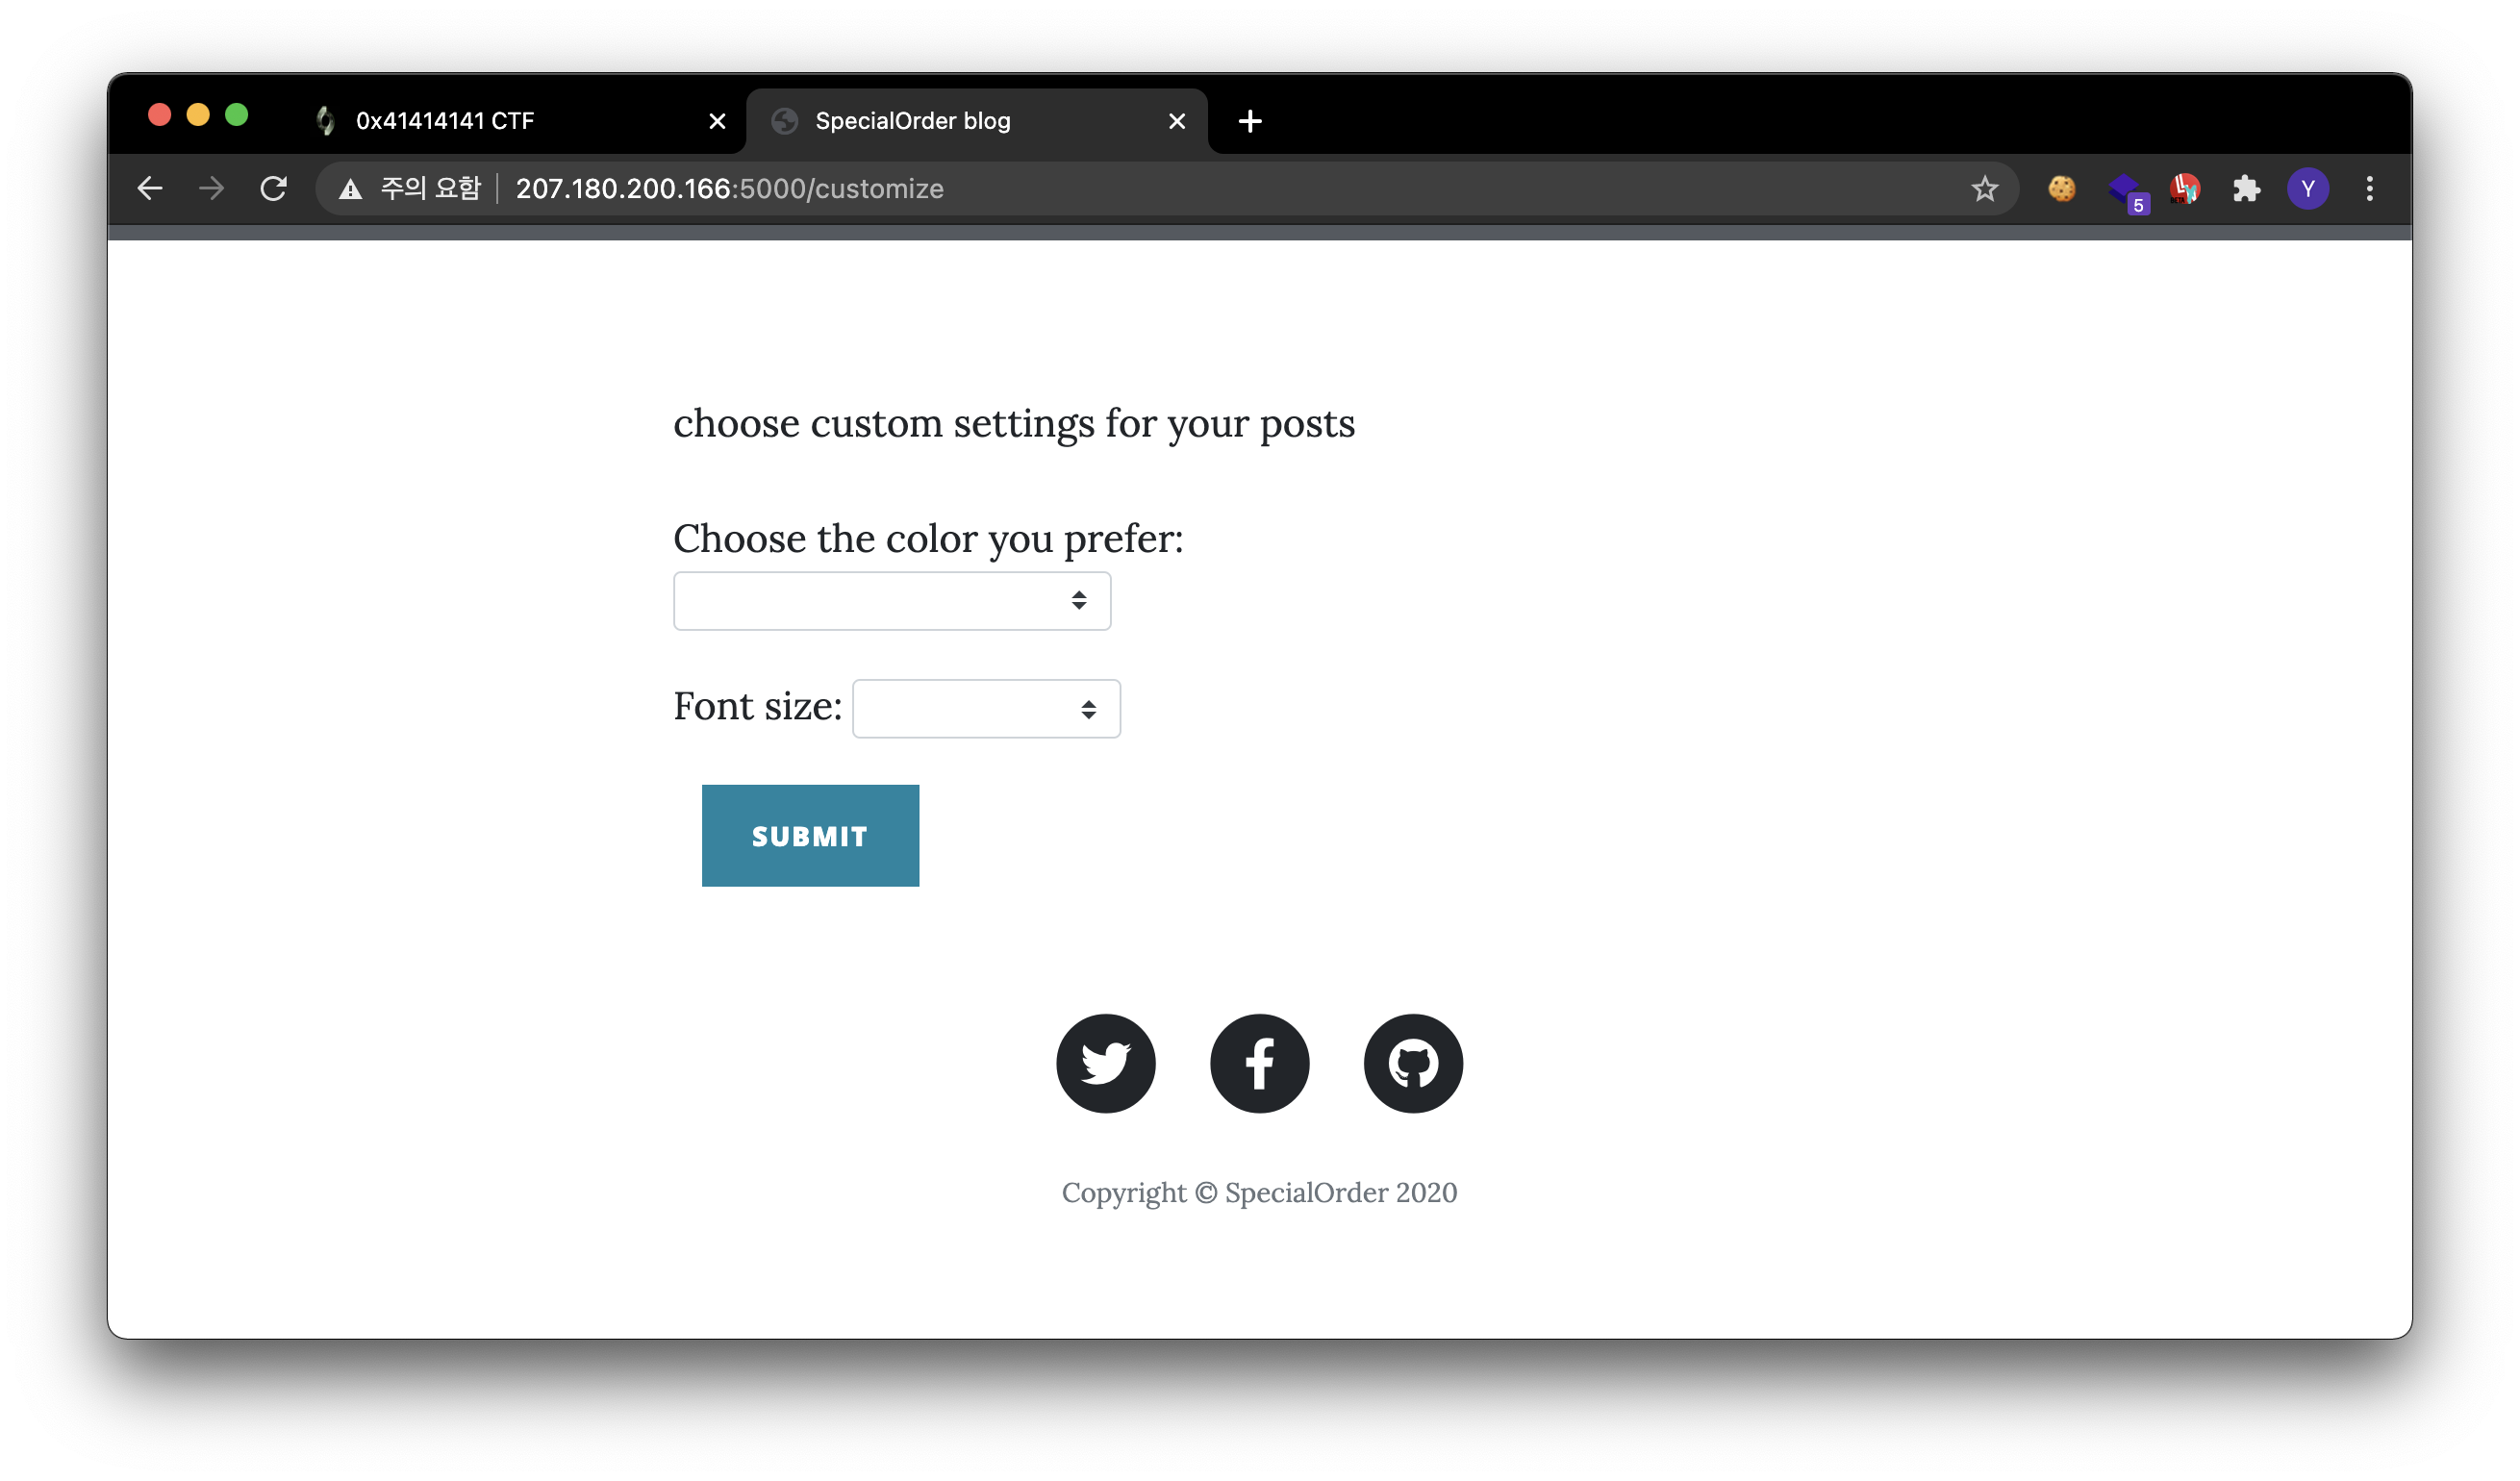 0x41414141 CTF
SpecialOrder blog
주의 요함
207.180.200.166:5000/customize
5
Y
choose custom settings for your posts
Choose the color you prefer:
Font size:
SUBMIT
Copyright © SpecialOrder 2020